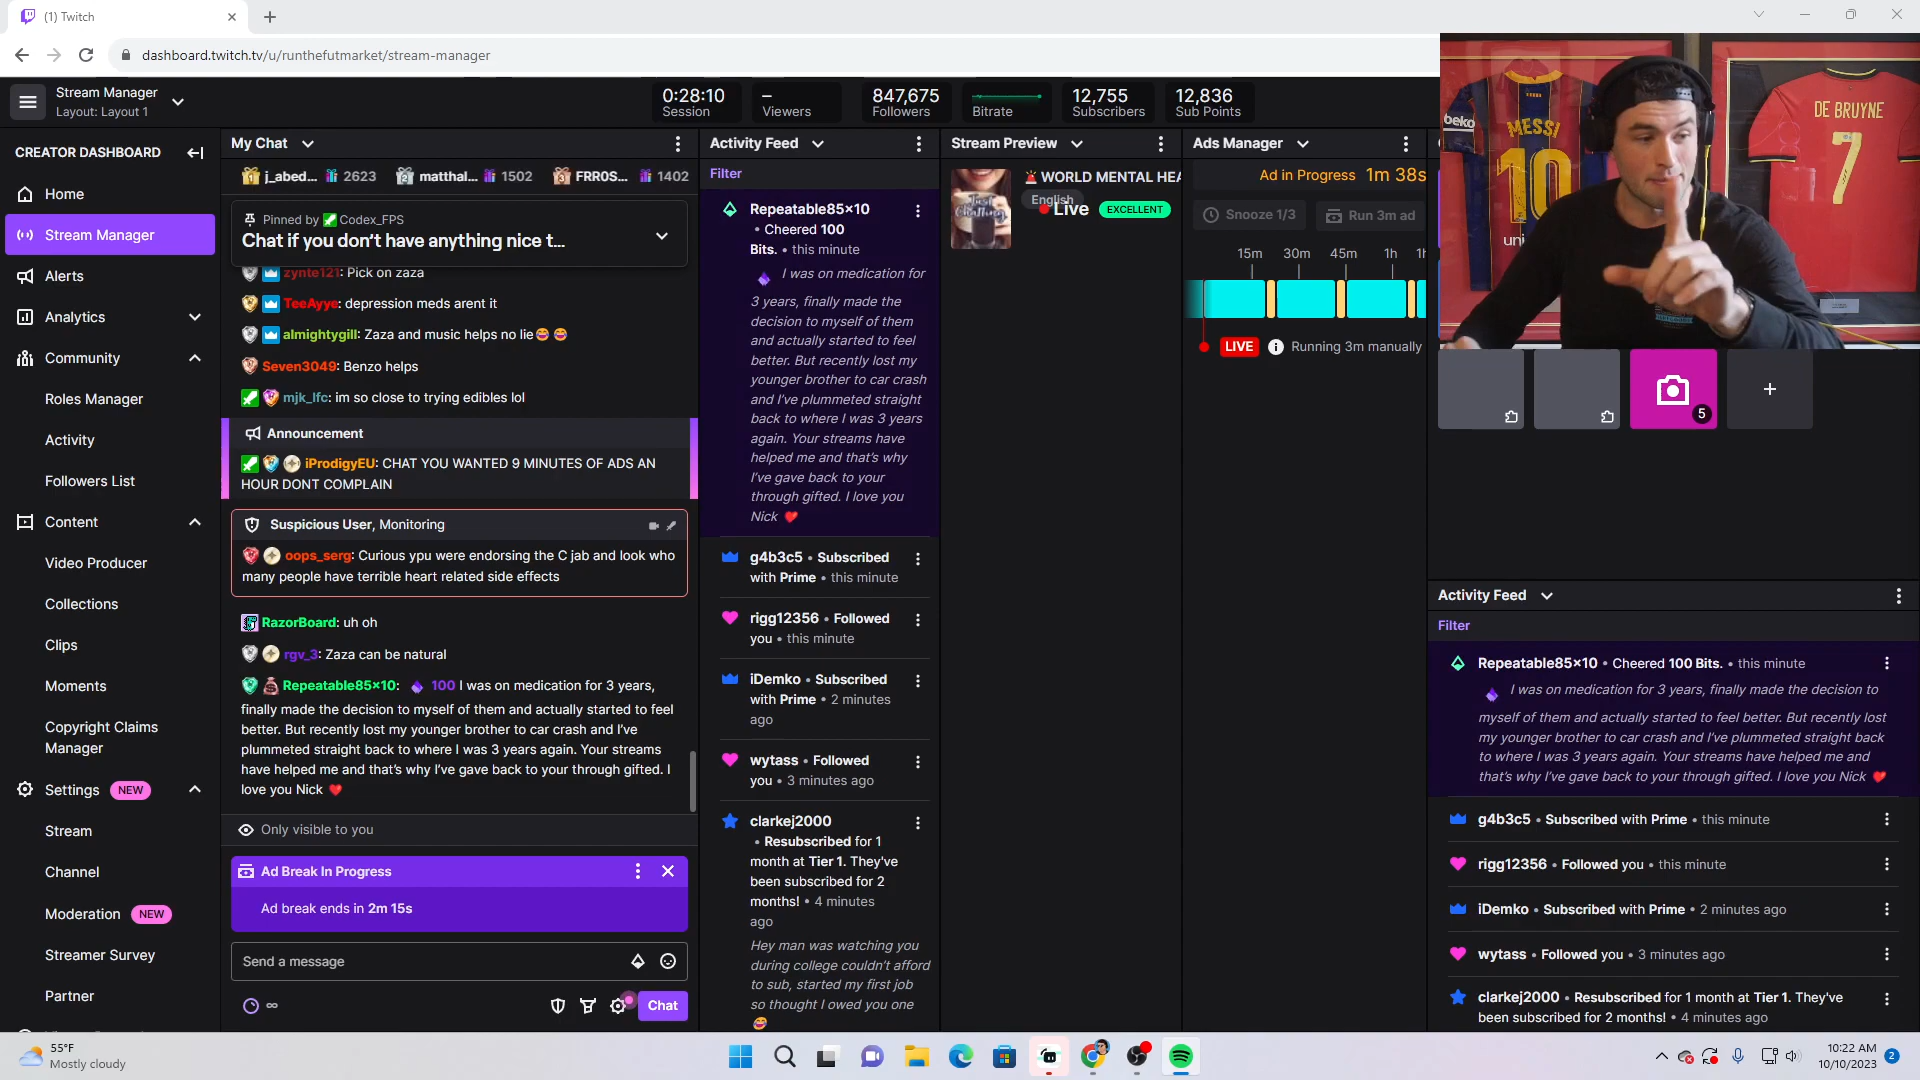 (1) Twitch
dashboard.twitch.tv/u/runthefutmarket/stream-manager
Stream Manager
Layout: Layout 1
0:28:10
Session
–
Viewers
847,675
Followers
Bitrate
12,755
Subscribers
12,836
Sub Points
CREATOR DASHBOARD
Home
Stream Manager
Alerts
Analytics
Community
Roles Manager
Activity
Followers List
Content
Video Producer
Collections
Clips
Moments
Copyright Claims
Manager
Settings NEW
Stream
Channel
Moderation NEW
Streamer Survey
Partner
My Chat
j_abed... 2623 matthal... 1502 FRR0S... 1402
Pinned by Codex_FPS
Chat if you don't have anything nice t...
zynte121: Pick on zaza
TeeAyye: depression meds arent it
almightygill: Zaza and music helps no lie😂 😂
Seven3049: Benzo helps
mjk_lfc: im so close to trying edibles lol
Announcement
iProdigyEU: CHAT YOU WANTED 9 MINUTES OF ADS AN
HOUR DONT COMPLAIN
Suspicious User, Monitoring
oops_serg: Curious ypu were endorsing the C jab and look who
many people have terrible heart related side effects
RazorBoard: uh oh
rgv_3: Zaza can be natural
Repeatable85x10: 100 I was on medication for 3 years,
finally made the decision to myself of them and actually started to feel
better. But recently lost my younger brother to car crash and I've
plummeted straight back to where I was 3 years again. Your streams
have helped me and that's why I've gave back to your through gifted. I
love you Nick ❤️
Only visible to you
Ad Break In Progress
Ad break ends in 2m 15s
Send a message
Chat
Activity Feed
Filter
Repeatable85x10
• Cheered 100
Bits. • this minute
I was on medication for
3 years, finally made the
decision to myself of them
and actually started to feel
better. But recently lost my
younger brother to car crash
and I've plummeted straight
back to where I was 3 years
again. Your streams have
helped me and that's why
I've gave back to your
through gifted. I love you
Nick ❤️
g4b3c5 • Subscribed
with Prime • this minute
rigg12356 • Followed
you • this minute
iDemko • Subscribed
with Prime • 2 minutes
ago
wytass • Followed
you • 3 minutes ago
clarkej2000
• Resubscribed for 1
month at Tier 1. They've
been subscribed for 2
months! • 4 minutes
ago
Hey man was watching you
during college couldn't afford
to sub, started my first job
so thought I owed you one
😂
Stream Preview
🚨WORLD MENTAL HEA
English
Live EXCELLENT
Just
Chatting
Ads Manager
Ad in Progress 1m 38s
Snooze 1/3
Run 3m ad
15m 30m 45m 1h 1h
LIVE Running 3m manually
beko
MESSI
10
uni
DE BRUYNE
7
5
Activity Feed
Filter
Repeatable85x10 • Cheered 100 Bits. • this minute
I was on medication for 3 years, finally made the decision to
myself of them and actually started to feel better. But recently lost
my younger brother to car crash and I've plummeted straight back
to where I was 3 years again. Your streams have helped me and
that's why I've gave back to your through gifted. I love you Nick ❤️
g4b3c5 • Subscribed with Prime • this minute
rigg12356 • Followed you • this minute
iDemko • Subscribed with Prime • 2 minutes ago
wytass • Followed you • 3 minutes ago
clarkej2000 • Resubscribed for 1 month at Tier 1. They've
been subscribed for 2 months! • 4 minutes ago
55°F
Mostly cloudy
10:22 AM
10/10/2023
2